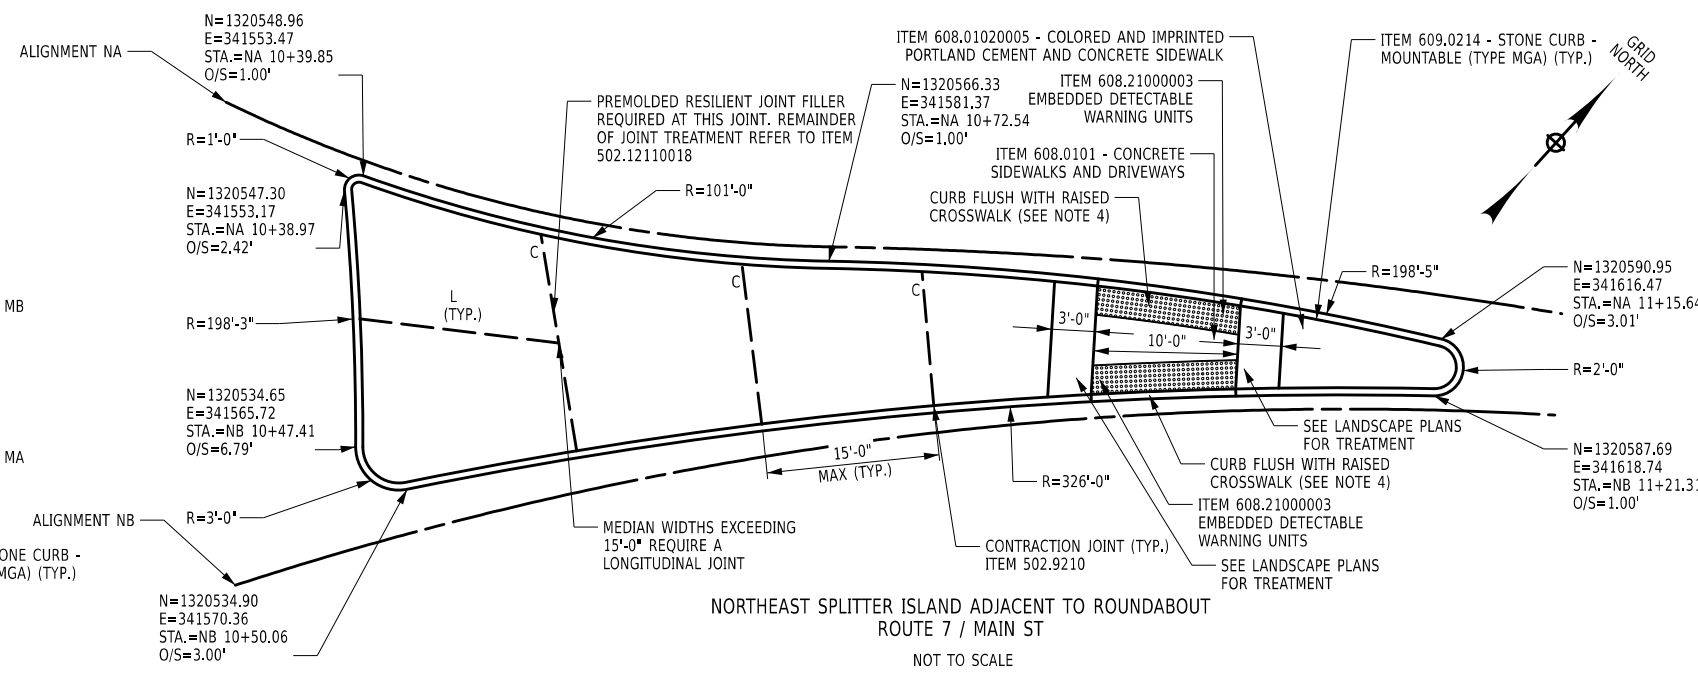 ALIGNMENT NA
N=1320548.96
E=341553.47
STA.=NA 10+39.85
O/S=1.00'
R=1'-0"
N=1320547.30
E=341553.17
STA.=NA 10+38.97
O/S=2.42'
MB
R=198'-3"
N=1320534.65
E=341565.72
STA.=NB 10+47.41
O/S=6.79'
MA
R=3'-0"
ALIGNMENT NB
ONE CURB -
MGA) (TYP.)
N=1320534.90
E=341570.36
STA.=NB 10+50.06
O/S=3.00'
PREMOLDED RESILIENT JOINT FILLER
REQUIRED AT THIS JOINT. REMAINDER
OF JOINT TREATMENT REFER TO ITEM
502.12110018
R=101'-0"
C
C
C
L
(TYP.)
ITEM 608.01020005 - COLORED AND IMPRINTED
PORTLAND CEMENT AND CONCRETE SIDEWALK
N=1320566.33
E=341581.37
STA.=NA 10+72.54
O/S=1.00'
ITEM 608.21000003
EMBEDDED DETECTABLE
WARNING UNITS
ITEM 608.0101 - CONCRETE
SIDEWALKS AND DRIVEWAYS
CURB FLUSH WITH RAISED
CROSSWALK (SEE NOTE 4)
ITEM 609.0214 - STONE CURB -
MOUNTABLE (TYPE MGA) (TYP.)
GRID
NORTH
R=198'-5"
N=1320590.95
E=341616.47
STA.=NA 11+15.64
O/S=3.01'
3'-0"
10'-0"
3'-0"
R=2'-0"
15'-0"
MAX (TYP.)
R=326'-0"
SEE LANDSCAPE PLANS
FOR TREATMENT
N=1320587.69
E=341618.74
STA.=NB 11+21.31
O/S=1.00'
CURB FLUSH WITH RAISED
CROSSWALK (SEE NOTE 4)
ITEM 608.21000003
EMBEDDED DETECTABLE
WARNING UNITS
SEE LANDSCAPE PLANS
FOR TREATMENT
MEDIAN WIDTHS EXCEEDING
15'-0" REQUIRE A
LONGITUDINAL JOINT
CONTRACTION JOINT (TYP.)
ITEM 502.9210
NORTHEAST SPLITTER ISLAND ADJACENT TO ROUNDABOUT
ROUTE 7 / MAIN ST
NOT TO SCALE